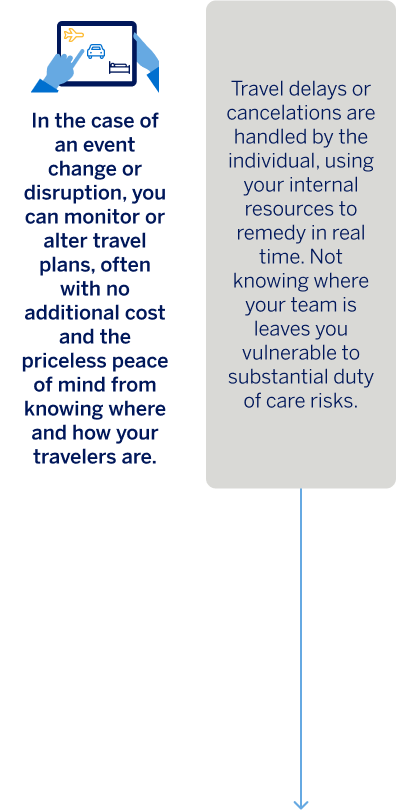 In the case of
an event
change or
disruption, you
can monitor or
alter travel
plans, often
with no
additional cost
and the
priceless peace
of mind from
knowing where
and how your
travelers are.
Travel delays or
cancelations are
handled by the
individual, using
your internal
resources to
remedy in real
time. Not
knowing where
your team is
leaves you
vulnerable to
substantial duty
of care risks.